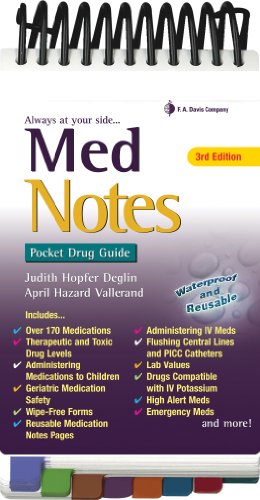 F. A. Davis Company
Always at your side...
3rd Edition
Med
Notes
Pocket Drug Guide
Judith Hopfer Deglin
April Hazard Vallerand
Waterproof and
Reusable
Includes...
Over 170 Medications
Therapeutic and Toxic
Drug Levels
Administering
Medications to Children
Geriatric Medication
Safety
Wipe-Free Forms
Reusable Medication
Notes Pages
Administering IV Meds
Flushing Central Lines
and PICC Catheters
Lab Values
Drugs Compatible
with IV Potassium
High Alert Meds
Emergency Meds
and more!